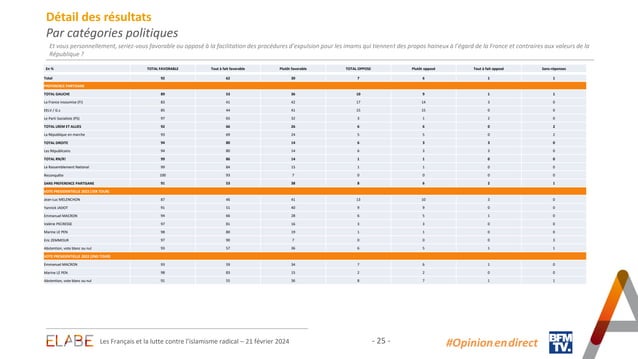 Détail des résultats
Par catégories politiques
Et vous personnellement, seriez-vous favorable ou opposé à la facilitation des procédures d'expulsion pour les imams qui tiennent des propos haineux à l'égard de la France et contraires aux valeurs de la
République ?
En % TOTAL FAVORABLE Tout à fait favorable Plutôt favorable TOTAL OPPOSE Plutôt opposé Tout à fait opposé Sans réponses
Total 92 62 30 7 6 1 1
PREFERENCE PARTISANE
TOTAL GAUCHE 89 53 36 10 9 1 1
La France insoumise (FI) 83 41 42 17 14 3 0
EELV / G.s 85 44 41 15 15 0 0
Le Parti Socialiste (PS) 97 65 32 3 1 2 0
TOTAL LREM ET ALLIES 92 66 26 6 6 0 2
La République en marche 93 69 24 5 5 0 2
TOTAL DROITE 94 80 14 6 3 3 0
Les Républicains 94 80 14 6 3 3 0
TOTAL RN/R! 99 86 14 1 1 0 0
Le Rassemblement National 99 84 15 1 1 0 0
Reconquête 100 93 7 0 0 0 0
SANS PREFERENCE PARTISANE 91 53 38 8 6 2 1
VOTE PRESIDENTIELLE 2022 (1ER TOUR)
Jean-Luc MELENCHON 87 46 41 13 10 3 0
Yannick JADOT 91 51 40 9 9 0 0
Emmanuel MACRON 94 66 28 6 5 1 0
Valérie PECRESSE 97 81 16 3 3 0 0
Marine LE PEN 98 80 19 1 1 0 0
Eric ZEMMOUR 97 90 7 0 0 0 3
Abstention, vote blanc ou nul 93 57 36 6 5 1 1
VOTE PRESIDENTIELLE 2022 (2ND TOUR)
Emmanuel MACRON 93 59 34 7 6 1 0
Marine LE PEN 98 83 15 2 2 0 0
Abstention, vote blanc ou nul 91 55 36 8 7 1 1
ELABE Les Français et la lutte contre l'islamisme radical – 21 février 2024 - 25 - #Opinion en direct BFM TV.